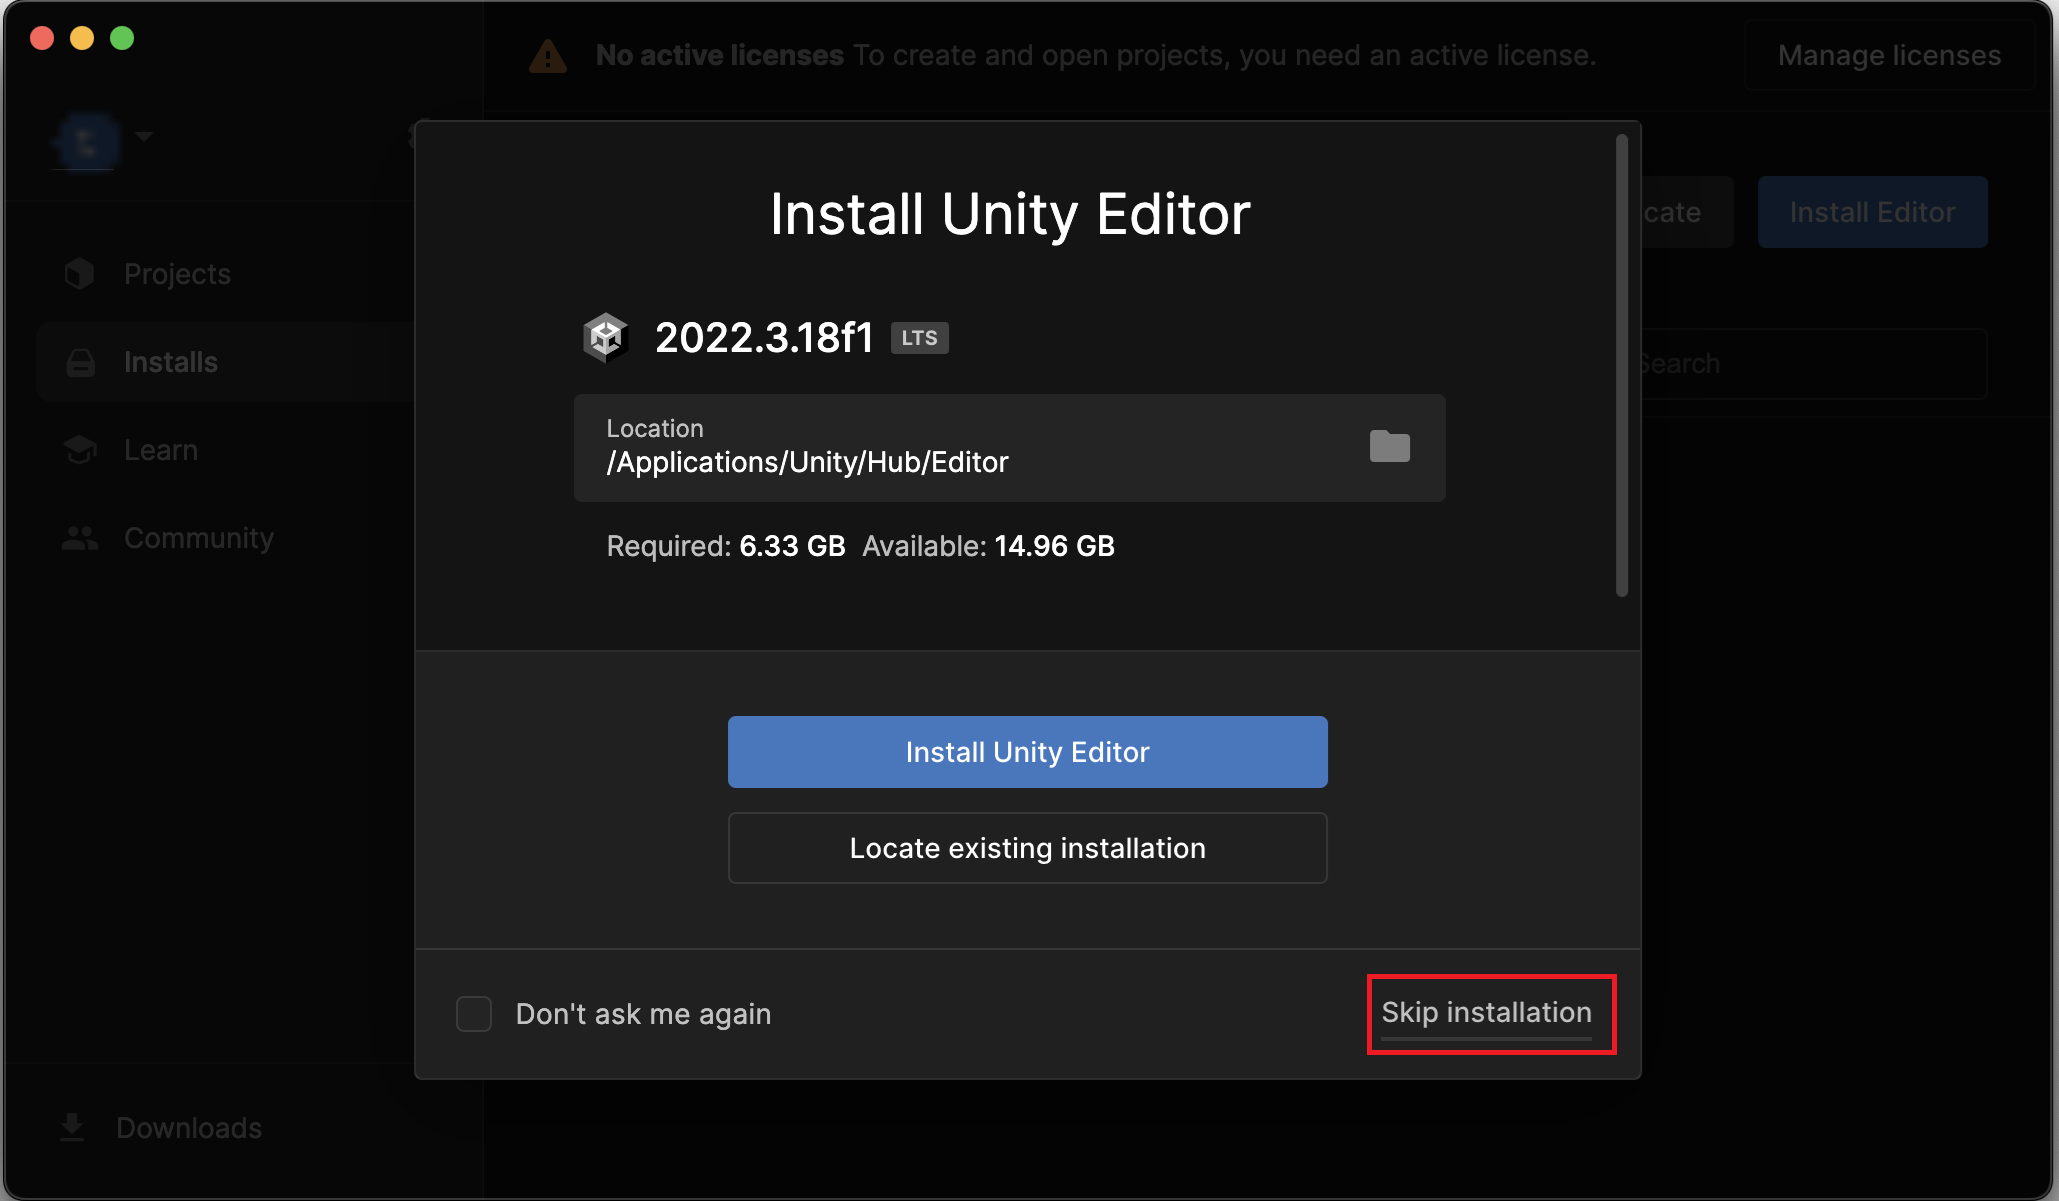 No active licenses To create and open projects, you need an active license.
Manage licenses
Install Unity Editor
cate
Install Editor
Projects
2022.3.18f1 LTS
Installs
Search
Location
/Applications/Unity/Hub/Editor
Learn
Community
Required: 6.33 GB Available: 14.96 GB
Install Unity Editor
Locate existing installation
Don't ask me again
Skip installation
Downloads